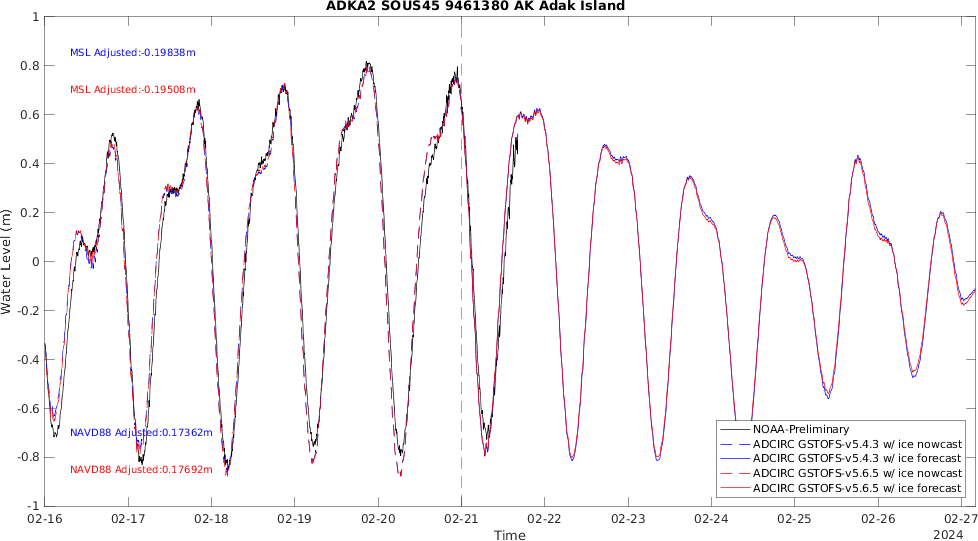 ADKA2 SOUS45 9461380 AK Adak Island
1
0.8
0.6
0.4
0.2
0
-0.2
-0.4
-0.6
-0.8
-1
Water Level (m)
MSL Adjusted:-0.19838m
MSL Adjusted:-0.19508m
NAVD88 Adjusted:0.17362m
NAVD88 Adjusted:0.17692m
NOAA-Preliminary
ADCIRC GSTOFS-v5.4.3 w/ ice nowcast
ADCIRC GSTOFS-v5.4.3 w/ ice forecast
ADCIRC GSTOFS-v5.6.5 w/ ice nowcast
ADCIRC GSTOFS-v5.6.5 w/ ice forecast
02-16 02-17 02-18 02-19 02-20 02-21 02-22 02-23 02-24 02-25 02-26 02-27
Time 2024